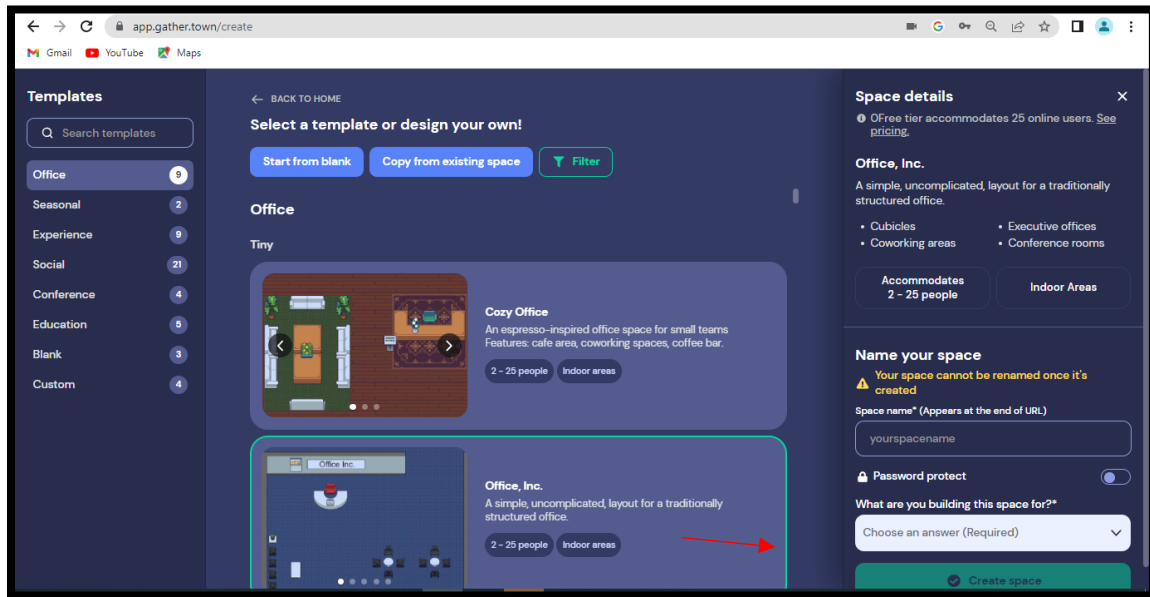 app.gather.town/create
Gmail YouTube Maps
Templates
Search templates
Office 9
Seasonal 2
Experience 9
Social 21
Conference 4
Education 5
Blank 3
Custom 4
BACK TO HOME
Select a template or design your own!
Start from blank Copy from existing space Filter
Office
Tiny
Cozy Office
An espresso-inspired office space for small teams
Features: cafe area, coworking spaces, coffee bar.
2 - 25 people Indoor areas
Office Inc.
Office, Inc.
A simple, uncomplicated, layout for a traditionally
structured office.
2 - 25 people Indoor areas
Space details
0Free tier accommodates 25 online users. See
pricing.
Office, Inc.
A simple, uncomplicated, layout for a traditionally
structured office.
• Cubicles • Executive offices
• Coworking areas • Conference rooms
Accommodates
2 - 25 people
Indoor Areas
Name your space
Your space cannot be renamed once it's
created
Space name* (Appears at the end of URL)
yourspacename
Password protect
What are you building this space for?*
Choose an answer (Required)
Create space